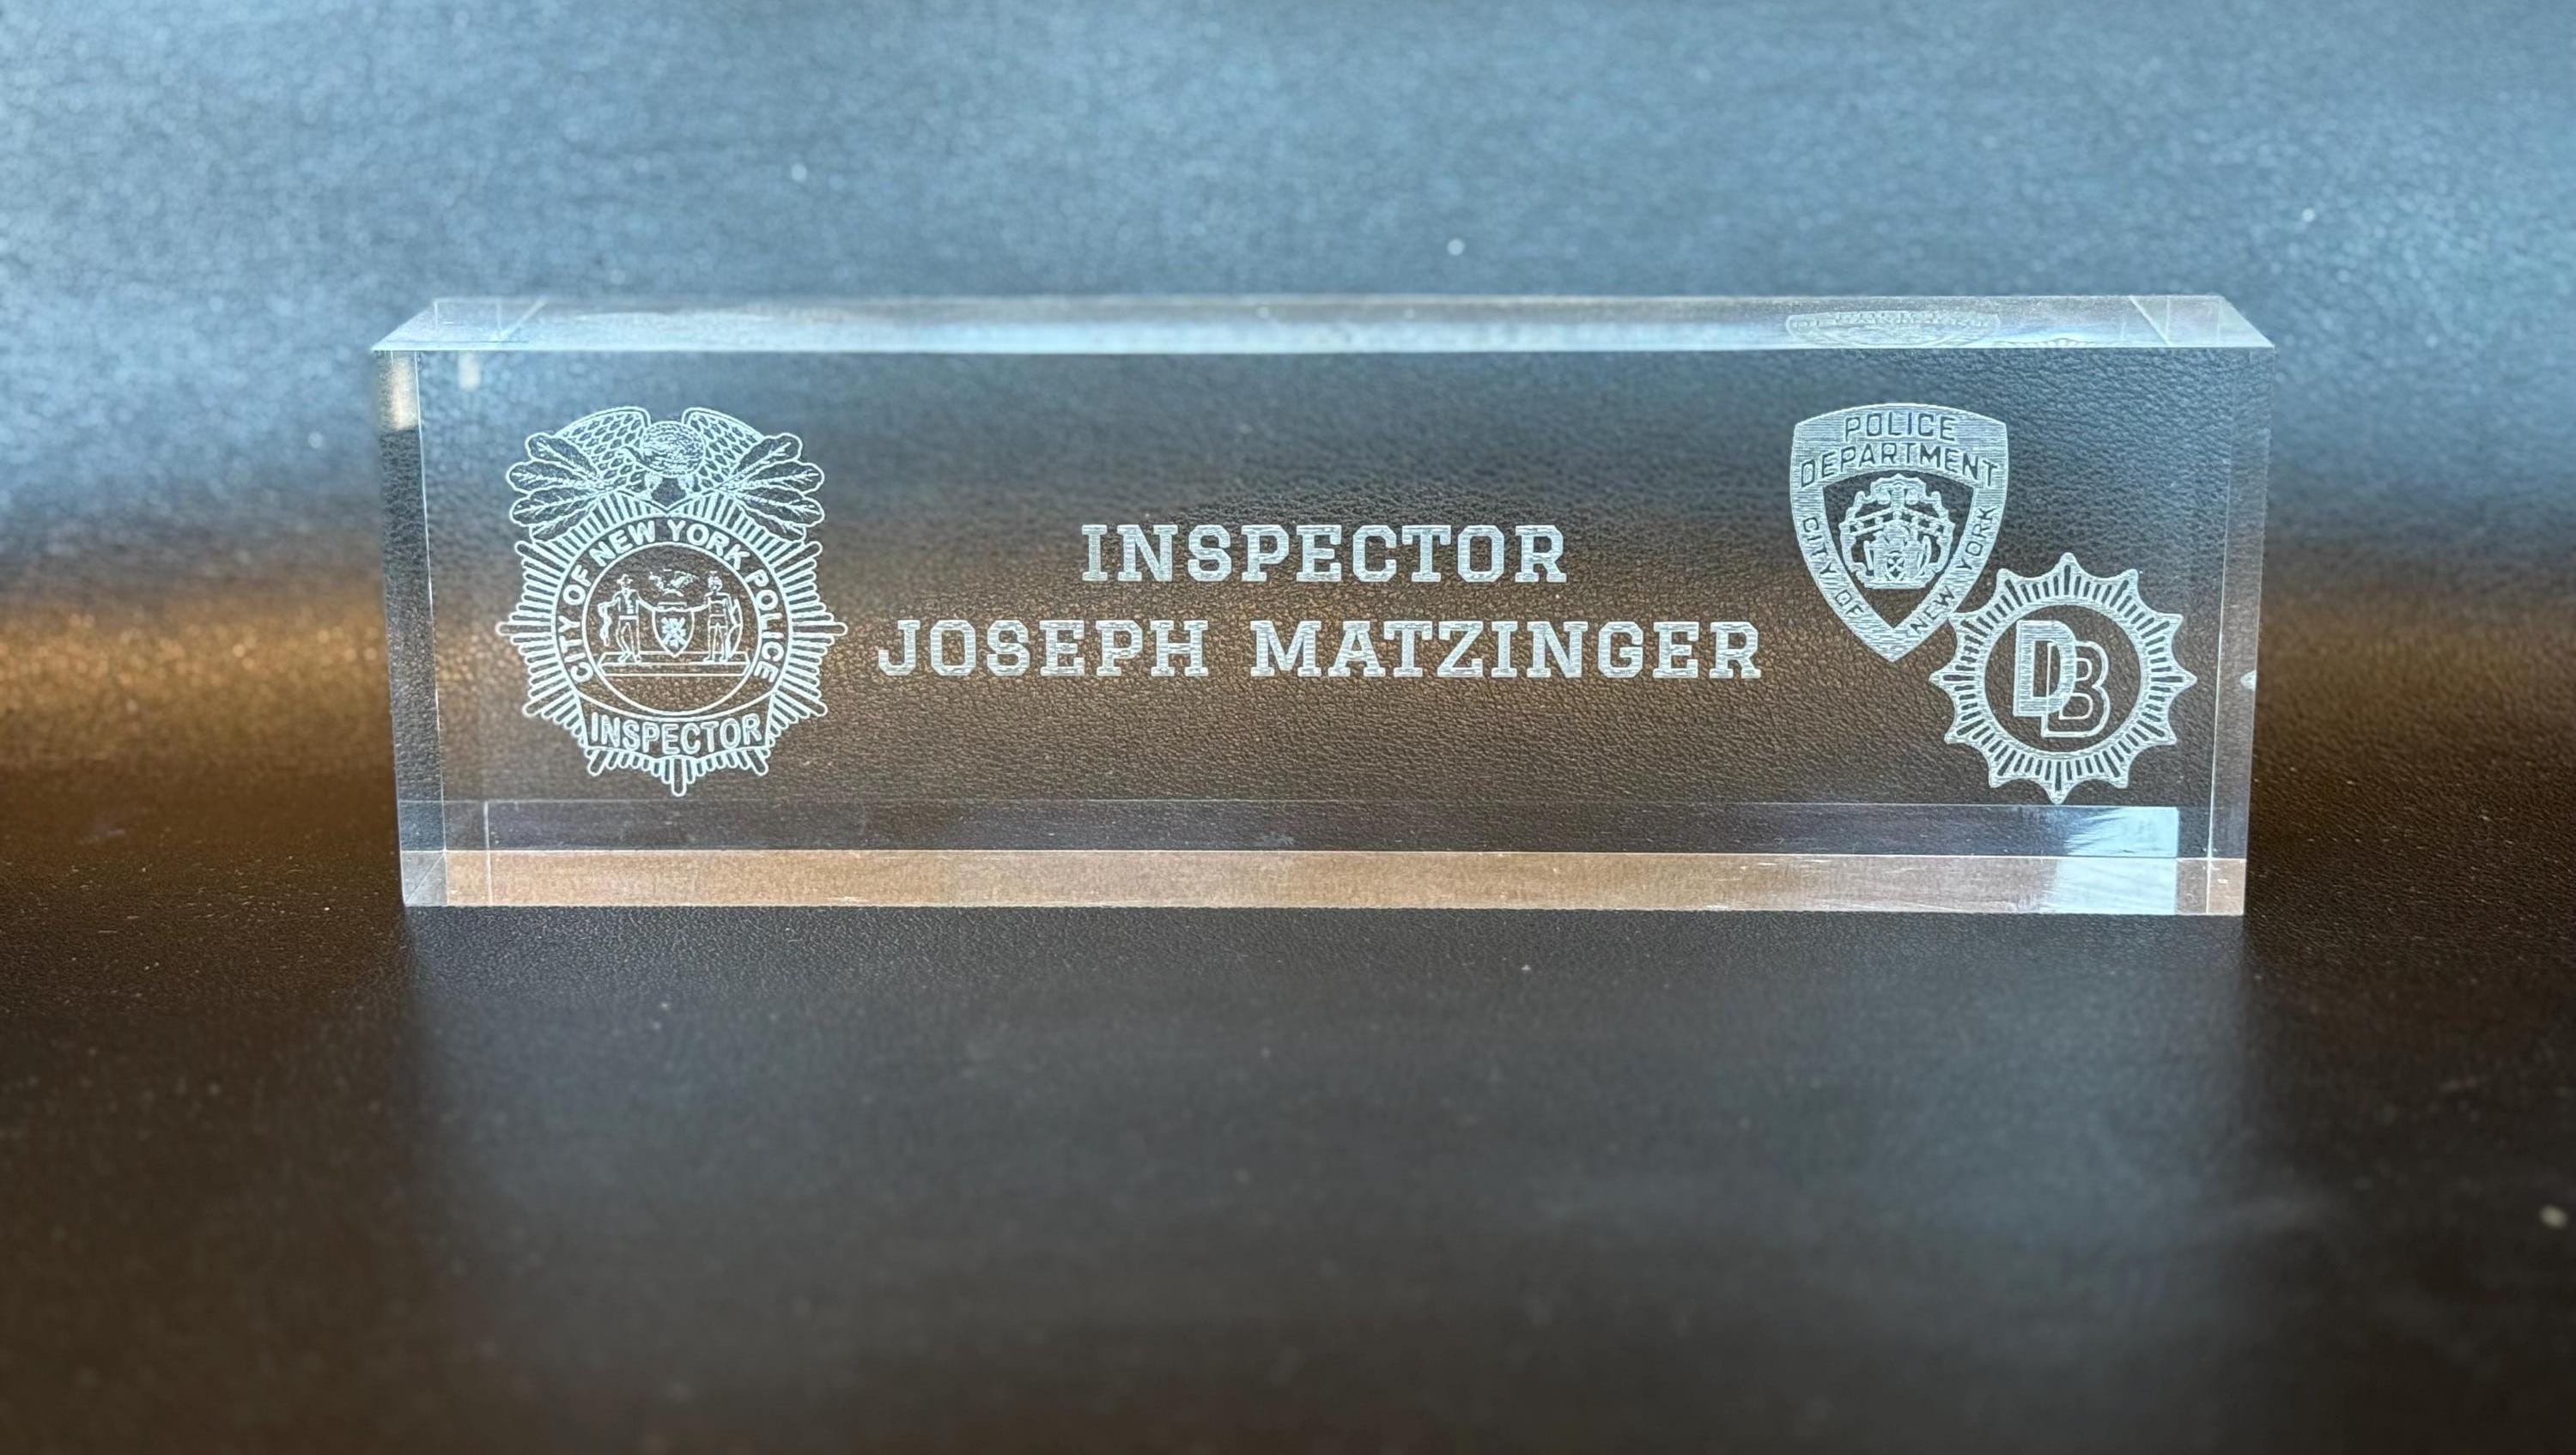 CITY OF NEW YORK POLICE
INSPECTOR
INSPECTOR
JOSEPH MATZINGER
POLICE
DEPARTMENT
CITY OF NEW YORK
DB